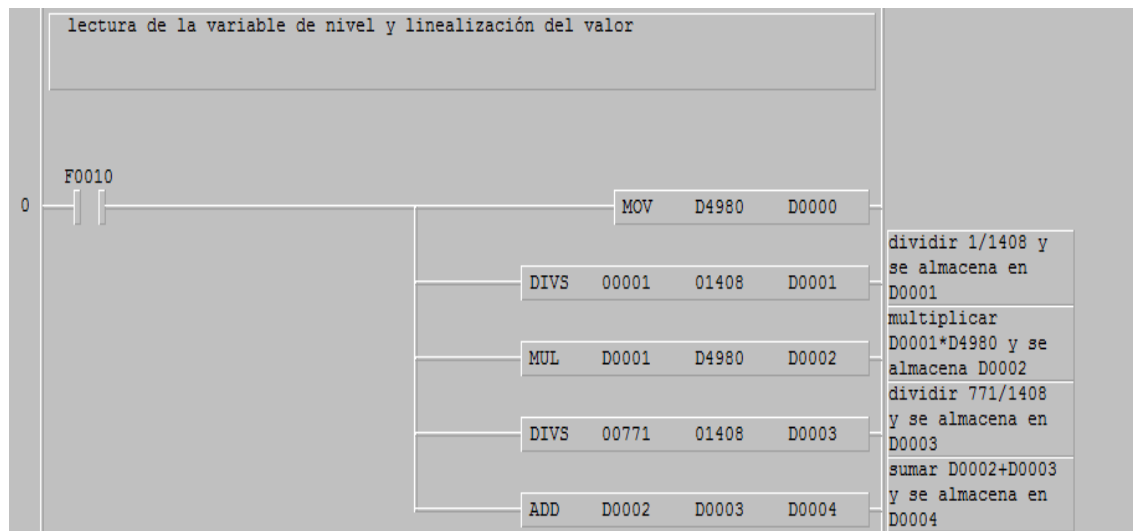 lectura de la variable de nivel y linealización del valor
F0010
0
MOV D4980 D0000
DIVS 00001 01408 D0001
dividir 1/1408 y
se almacena en
D0001
MUL D0001 D4980 D0002
multiplicar
D0001*D4980 y se
almacena D0002
DIVS 00771 01408 D0003
dividir 771/1408
y se almacena en
D0003
ADD D0002 D0003 D0004
sumar D0002+D0003
y se almacena en
D0004